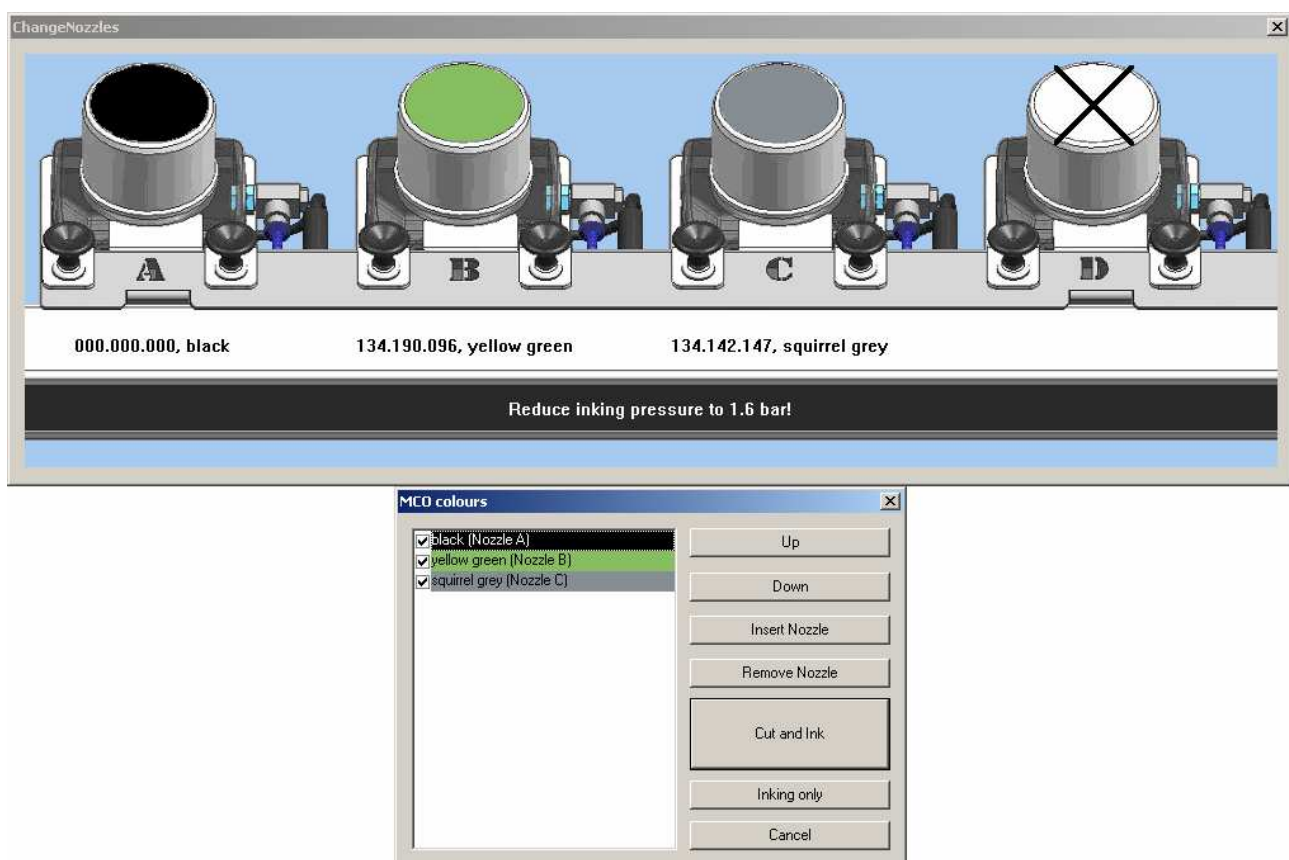 ChangeNozzles
A B C D
000.000.000, black 134.190.096, yellow green 134.142.147, squirrel grey
Reduce inking pressure to 1.6 bar!
MCO colours
black (Nozzle A)
yellow green (Nozzle B)
squirrel grey (Nozzle C)
Up
Down
Insert Nozzle
Remove Nozzle
Cut and Ink
Inking only
Cancel